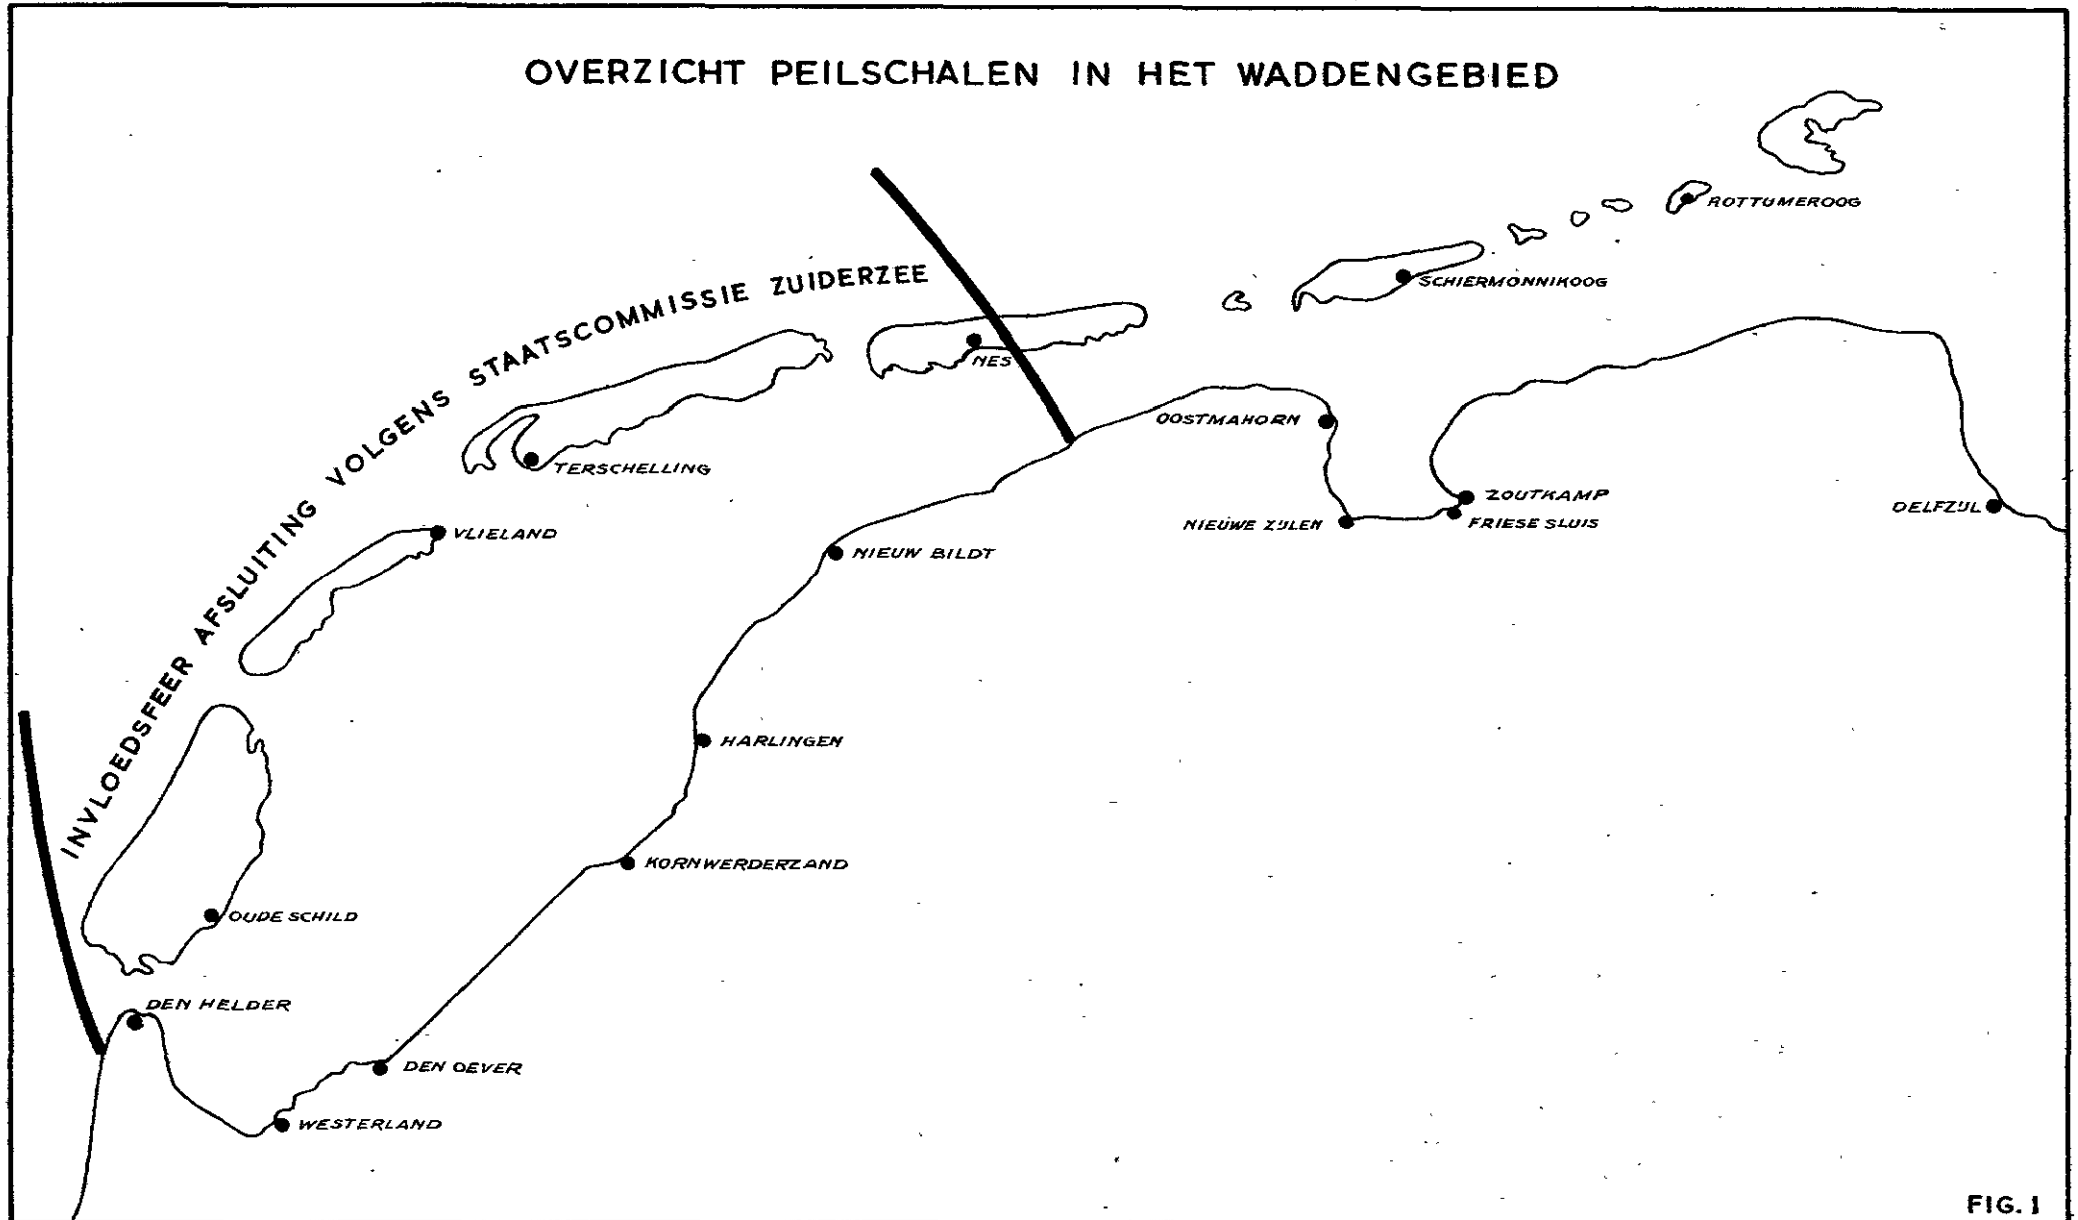 OVERZICHT PEILSCHALEN IN HET WADDENGEBIED
ROTTUMEROOG
SCHIERMONNIKOOG
INVLOEDSFEER AFSLUITING VOLGENS STAATSCOMMISSIE ZUIDERZEE
NES
OOSTMAHORN
TERSCHELLING
ZOUTKAMP
DELFZIJL
NIEUWE ZIJLEN
FRIESE SLUIS
VLIELAND
NIEUW BILDT
HARLINGEN
KORNWERDERZAND
OUDE SCHILD
DEN HELDER
DEN OEVER
WESTERLAND
FIG. 1